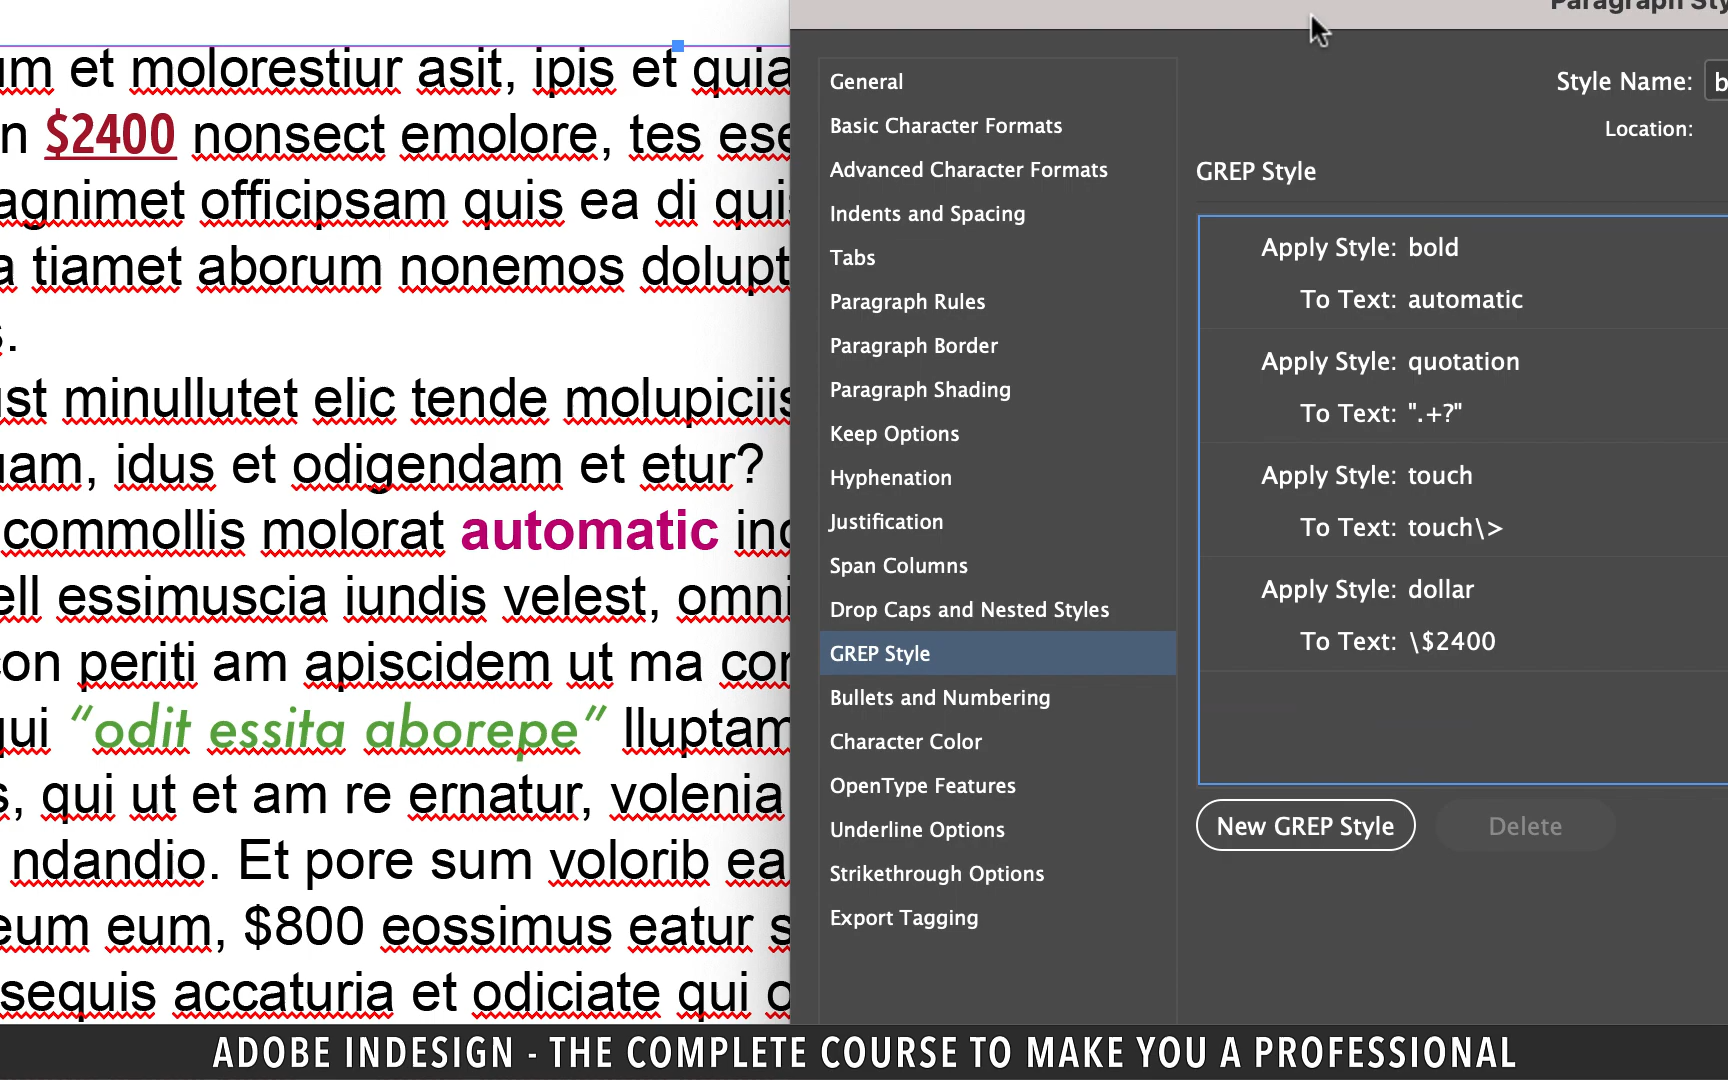 um et molorestiur asit, ipis et quia
n $2400 nonsect emolore, tes ese
agnimet officipsam quis ea di qui
a tiamet aborum nonemos dolupt
s.
ust minullutet elic tende molupiciis
uam, idus et odigendam et etur?
commollis molorat automatic inc
ell essimuscia iundis velest, omni
con periti am apiscidem ut ma cor
qui “odit essita aborepe” lluptam
s, qui ut et am re ernatur, volenia
ndandio. Et pore sum volorib ea
eum eum, $800 eossimus eatur s
sequis accaturia et odiciate qui o
Paragraph Sty
General
Basic Character Formats
Advanced Character Formats
Indents and Spacing
Tabs
Paragraph Rules
Paragraph Border
Paragraph Shading
Keep Options
Hyphenation
Justification
Span Columns
Drop Caps and Nested Styles
GREP Style
Bullets and Numbering
Character Color
OpenType Features
Underline Options
Strikethrough Options
Export Tagging
Style Name: b
Location:
GREP Style
Apply Style: bold
To Text: automatic
Apply Style: quotation
To Text: ".+?"
Apply Style: touch
To Text: touch\>
Apply Style: dollar
To Text: \$2400
New GREP Style
Delete
ADOBE INDESIGN - THE COMPLETE COURSE TO MAKE YOU A PROFESSIONAL